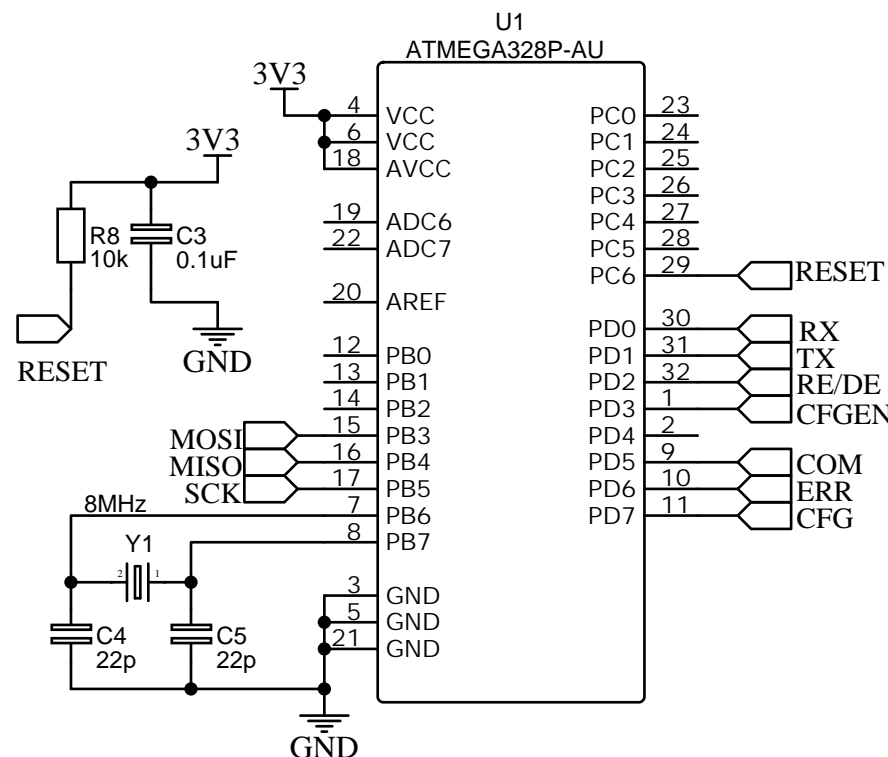 U1
ATMEGA328P-AU
3V3
4 VCC
6 VCC
18 AVCC
19 ADC6
22 ADC7
20 AREF
12 PB0
13 PB1
14 PB2
MOSI 15 PB3
MISO 16 PB4
SCK 17 PB5
7 PB6
8 PB7
3 GND
5 GND
21 GND
PC0 23
PC1 24
PC2 25
PC3 26
PC4 27
PC5 28
PC6 29 RESET
PD0 30 RX
PD1 31 TX
PD2 32 RE/DE
PD3 1 CFGEN
PD4 2
PD5 9 COM
PD6 10 ERR
PD7 11 CFG
3V3
R8
10k
C3
0.1uF
RESET
GND
8MHz
Y1
2 1
C4
22p
C5
22p
GND